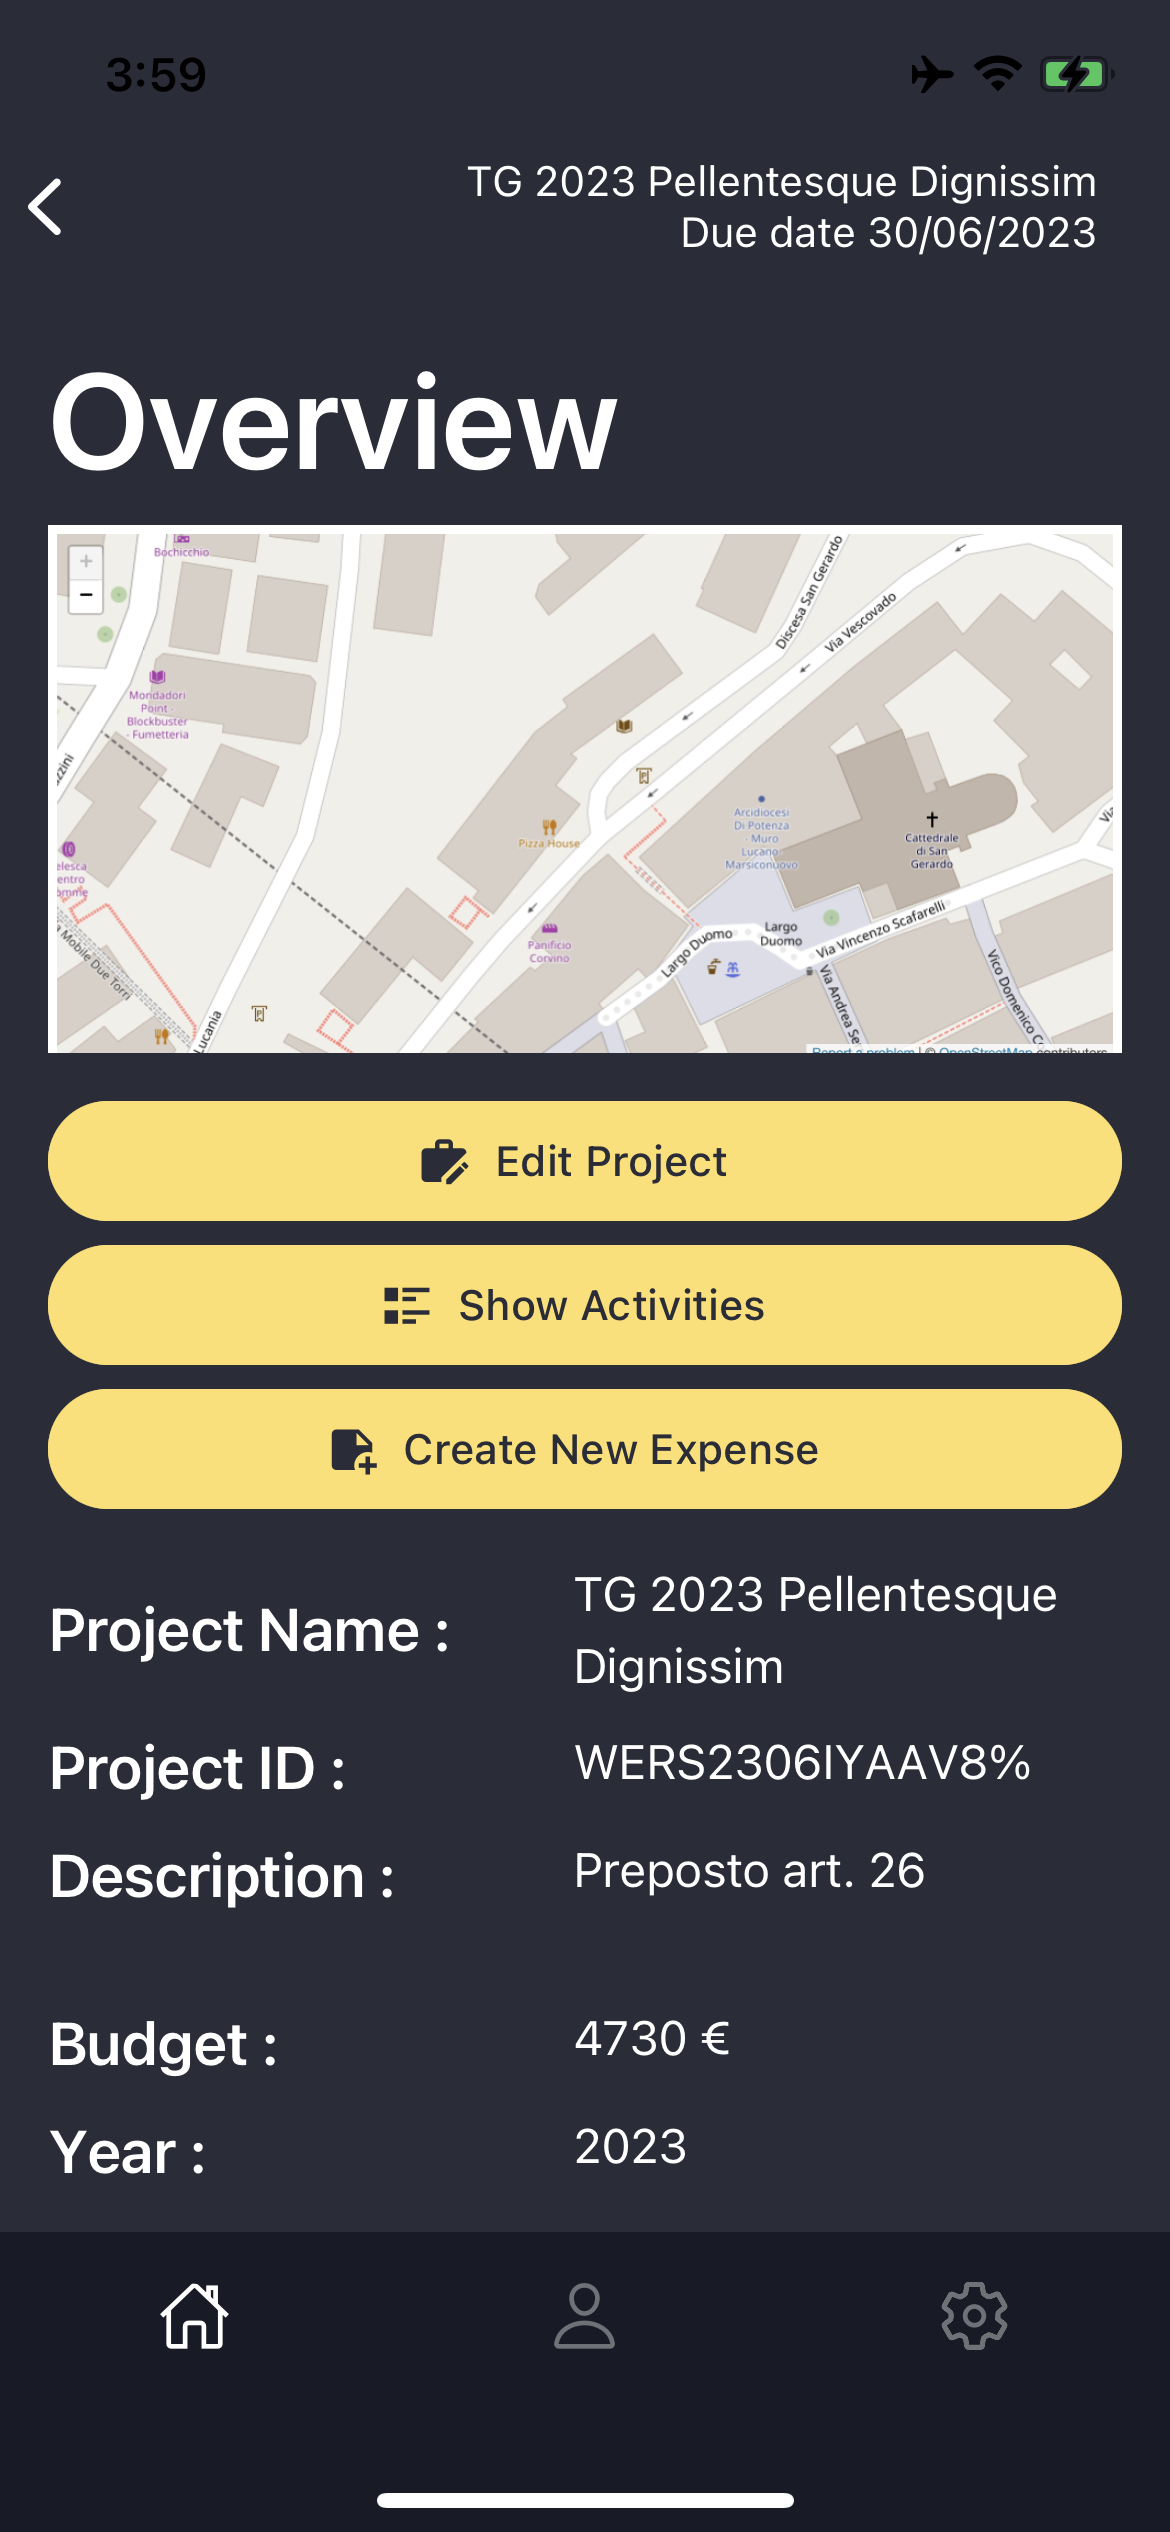 3:59
TG 2023 Pellentesque Dignissim
Due date 30/06/2023
Overview
Bochicchio
+
−
Discesa San Gerardo
Via Vescovado
Mondadori
Point -
Blockbuster
- Fumetteria
Pizza House
Arcidiocesi
Di Potenza
- Muro
Lucano
Marsiconuovo
Cattedrale
di San
Gerardo
Panificio
Corvino
Largo Duomo
Largo
Duomo
Via Vincenzo Scafarelli
Via Andrea Se
Vico Domenico C
Mobile Due Torri
Lucania
Report a problem | © OpenStreetMap contributors
Edit Project
Show Activities
Create New Expense
Project Name :
TG 2023 Pellentesque
Dignissim
Project ID :
WERS2306IYAAV8%
Description :
Preposto art. 26
Budget :
4730 €
Year :
2023